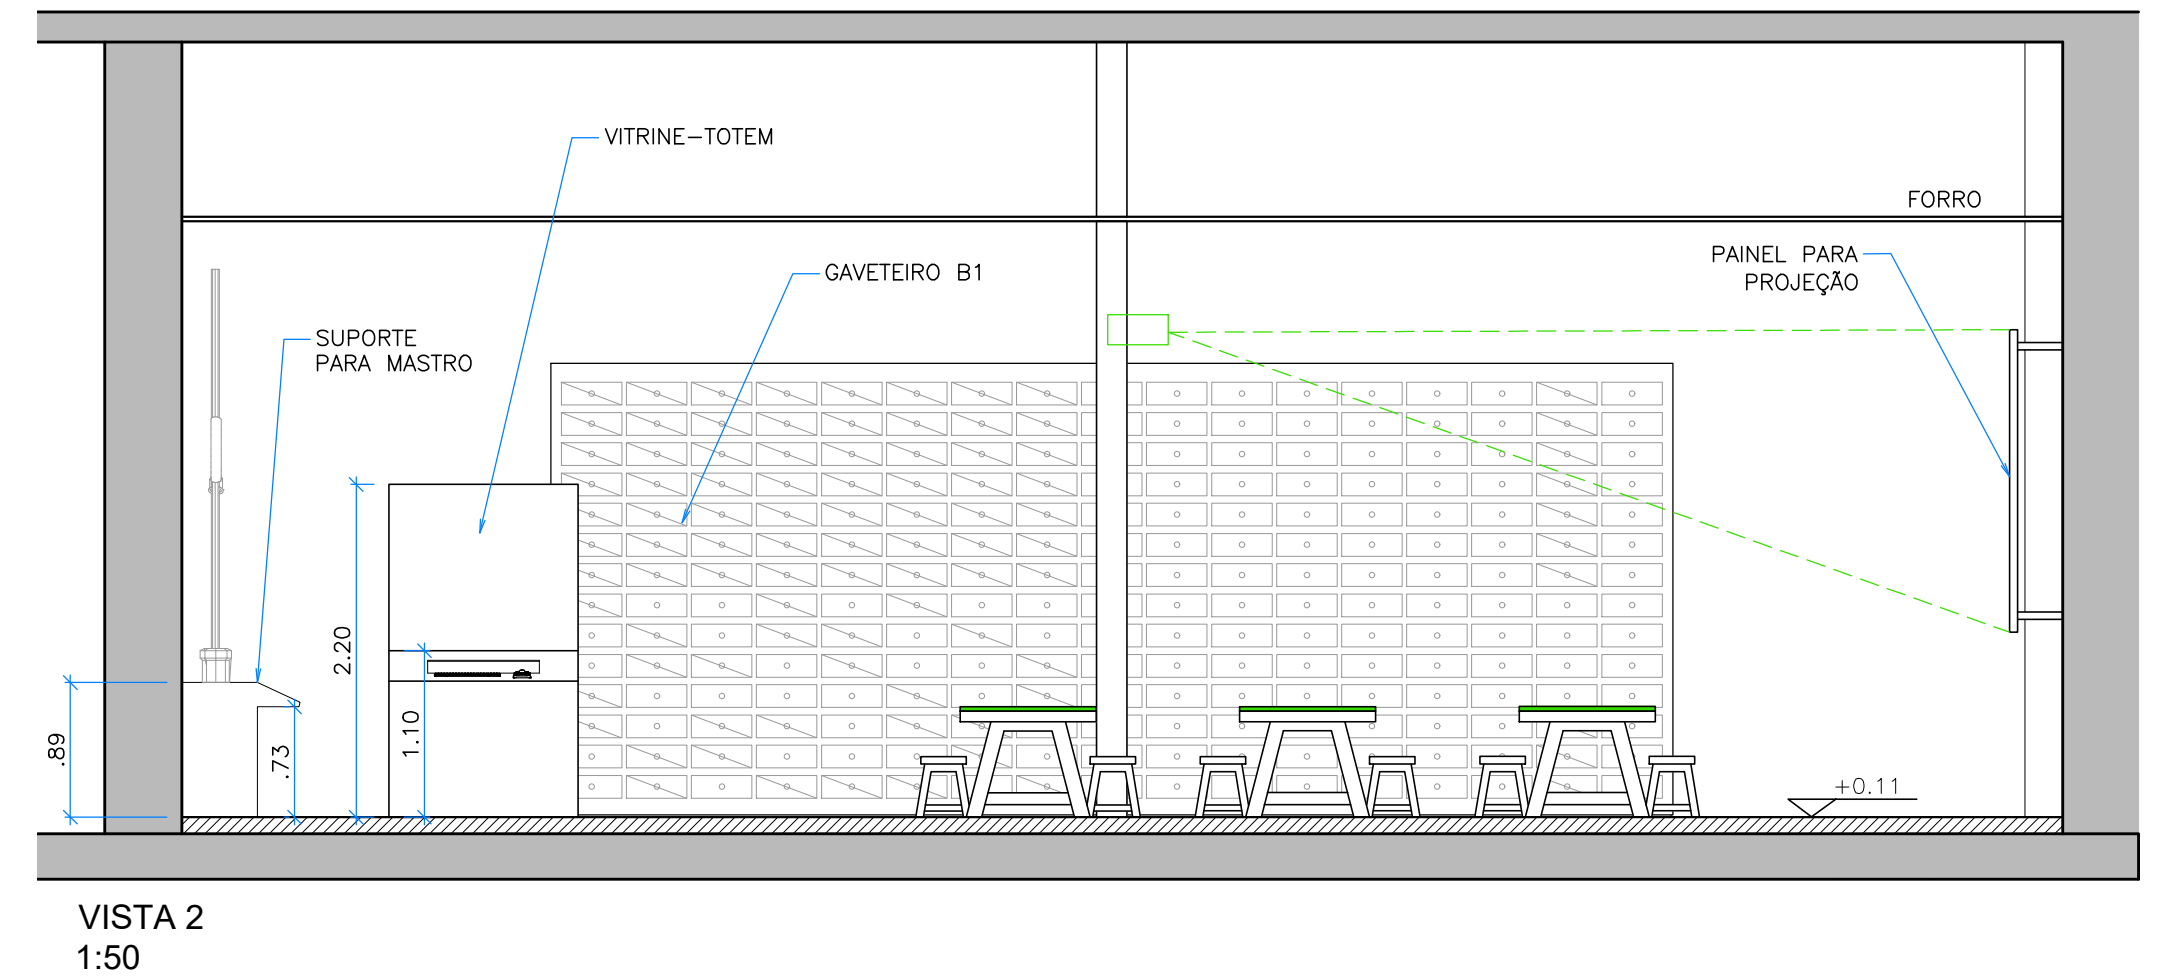 VITRINE-TOTEM
FORRO
PAINEL PARA
PROJEÇÃO
GAVETEIRO B1
SUPORTE
PARA MASTRO
2.20
1.10
.89
.73
+0.11
VISTA 2
1:50